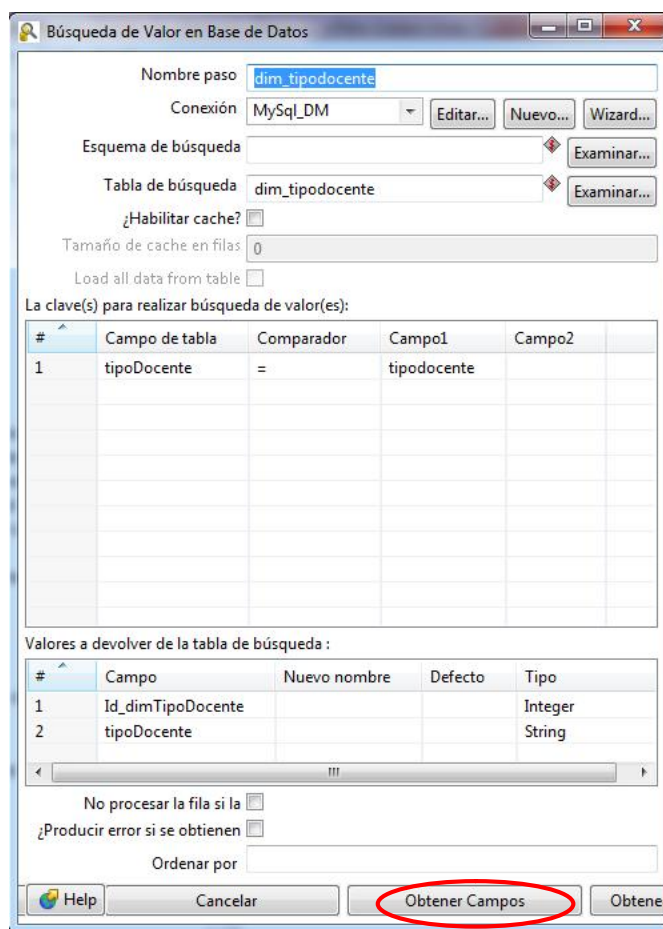 Búsqueda de Valor en Base de Datos
Nombre paso dim_tipodocente
Conexión MySql_DM Editar... Nuevo... Wizard...
Esquema de búsqueda Examinar...
Tabla de búsqueda dim_tipodocente Examinar...
¿Habilitar cache?
Tamaño de cache en filas 0
Load all data from table
La clave(s) para realizar búsqueda de valor(es):
# Campo de tabla Comparador Campo1 Campo2
1 tipoDocente = tipodocente
Valores a devolver de la tabla de búsqueda :
# Campo Nuevo nombre Defecto Tipo
1 Id_dimTipoDocente Integer
2 tipoDocente String
No procesar la fila si la
¿Producir error si se obtienen
Ordenar por
Help Cancelar Obtener Campos Obtene